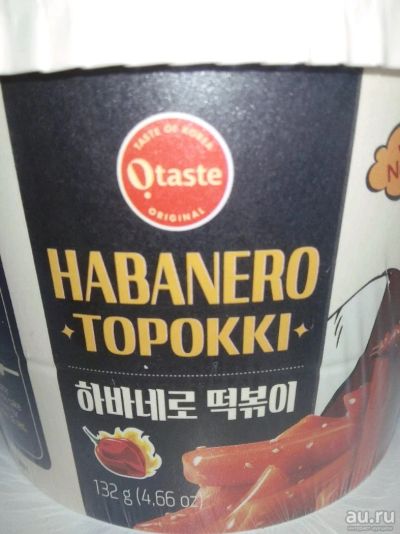 TASTE OF KOREA
O!taste
ORIGINAL
HABANERO
TOPOKKI
하바네로 떡볶이
132 g (4,66 oz)
au.ru